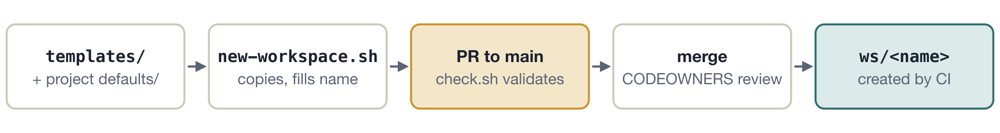 templates/
+ project defaults/
new-workspace.sh
copies, fills name
PR to main
check.sh validates
merge
CODEOWNERS review
ws/<name>
created by CI